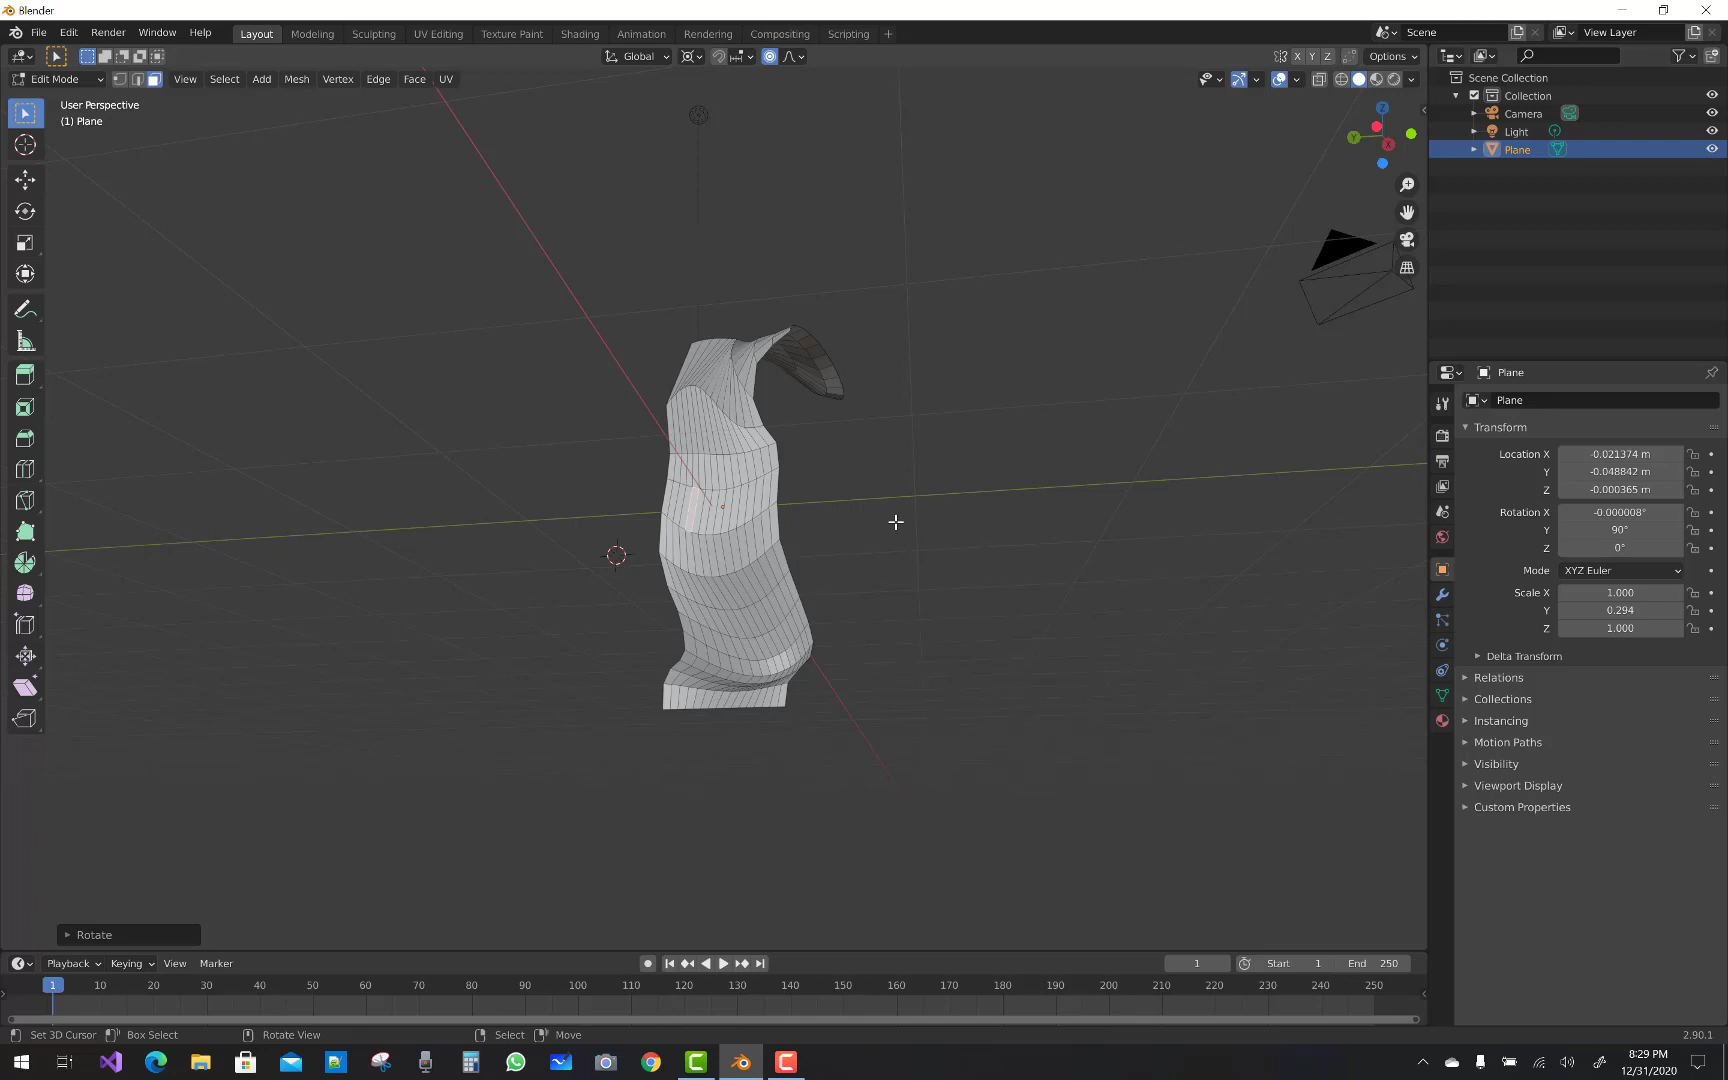 Blender
File Edit Render Window Help Layout Modeling Sculpting UV Editing Texture Paint Shading Animation Rendering Compositing Scripting + Scene View Layer
Global Options X Y Z
Edit Mode View Select Add Mesh Vertex Edge Face UV
User Perspective
(1) Plane
Scene Collection
Collection
Camera
Light
Plane
Z
Y
X
Plane
Plane
Transform
Location X -0.021374 m
Y -0.048842 m
Z -0.000365 m
Rotation X -0.000008°
Y 90°
Z 0°
Mode XYZ Euler
Scale X 1.000
Y 0.294
Z 1.000
Delta Transform
Relations
Collections
Instancing
Motion Paths
Visibility
Viewport Display
Custom Properties
Rotate
Playback Keying View Marker 1 Start 1 End 250
1 10 20 30 40 50 60 70 80 90 100 110 120 130 140 150 160 170 180 190 200 210 220 230 240 250
Set 3D Cursor Box Select Rotate View Select Move 2.90.1
8:29 PM
12/31/2020